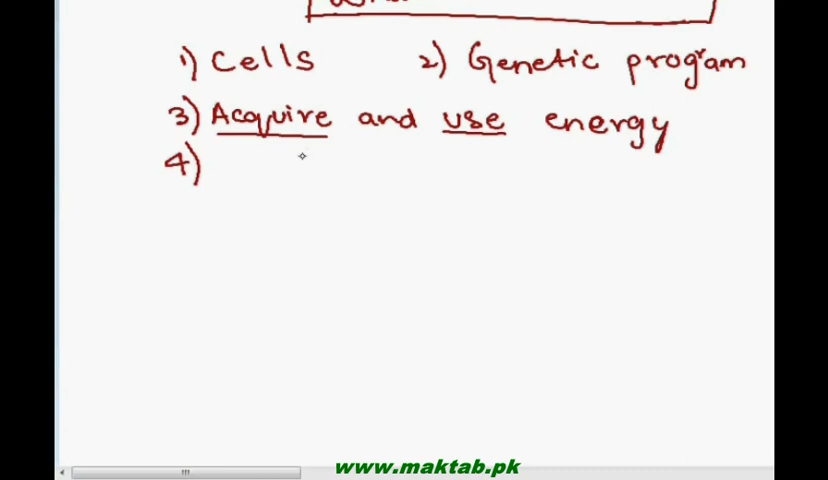 1) Cells 2) Genetic program
3) Acquire and use energy
4)
www.maktab.pk